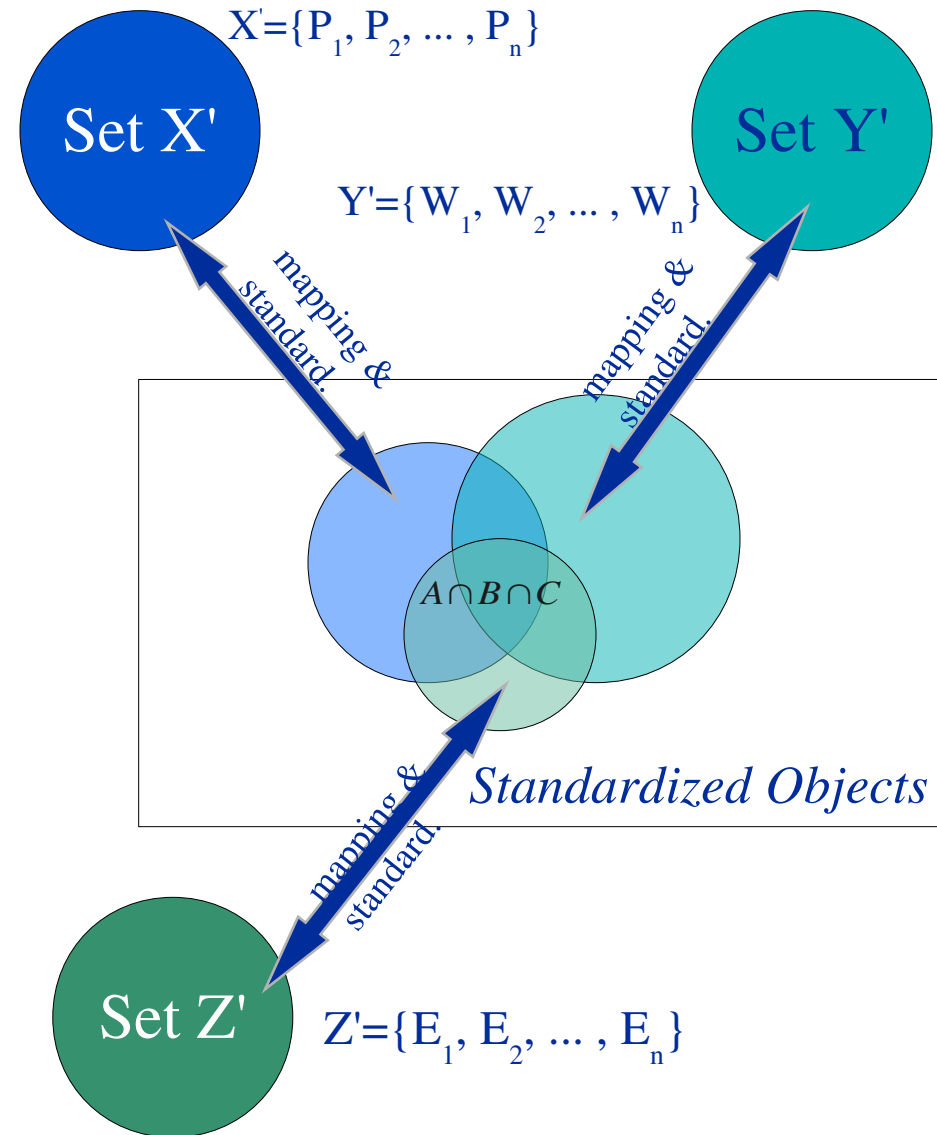 X'={P₁, P₂, ... , Pₙ}
Set X'
Set Y'
Y'={W₁, W₂, ... , Wₙ}
mapping &
standard.
mapping &
standard.
A∩B∩C
Standardized Objects
mapping &
standard.
Set Z'
Z'={E₁, E₂, ... , Eₙ}